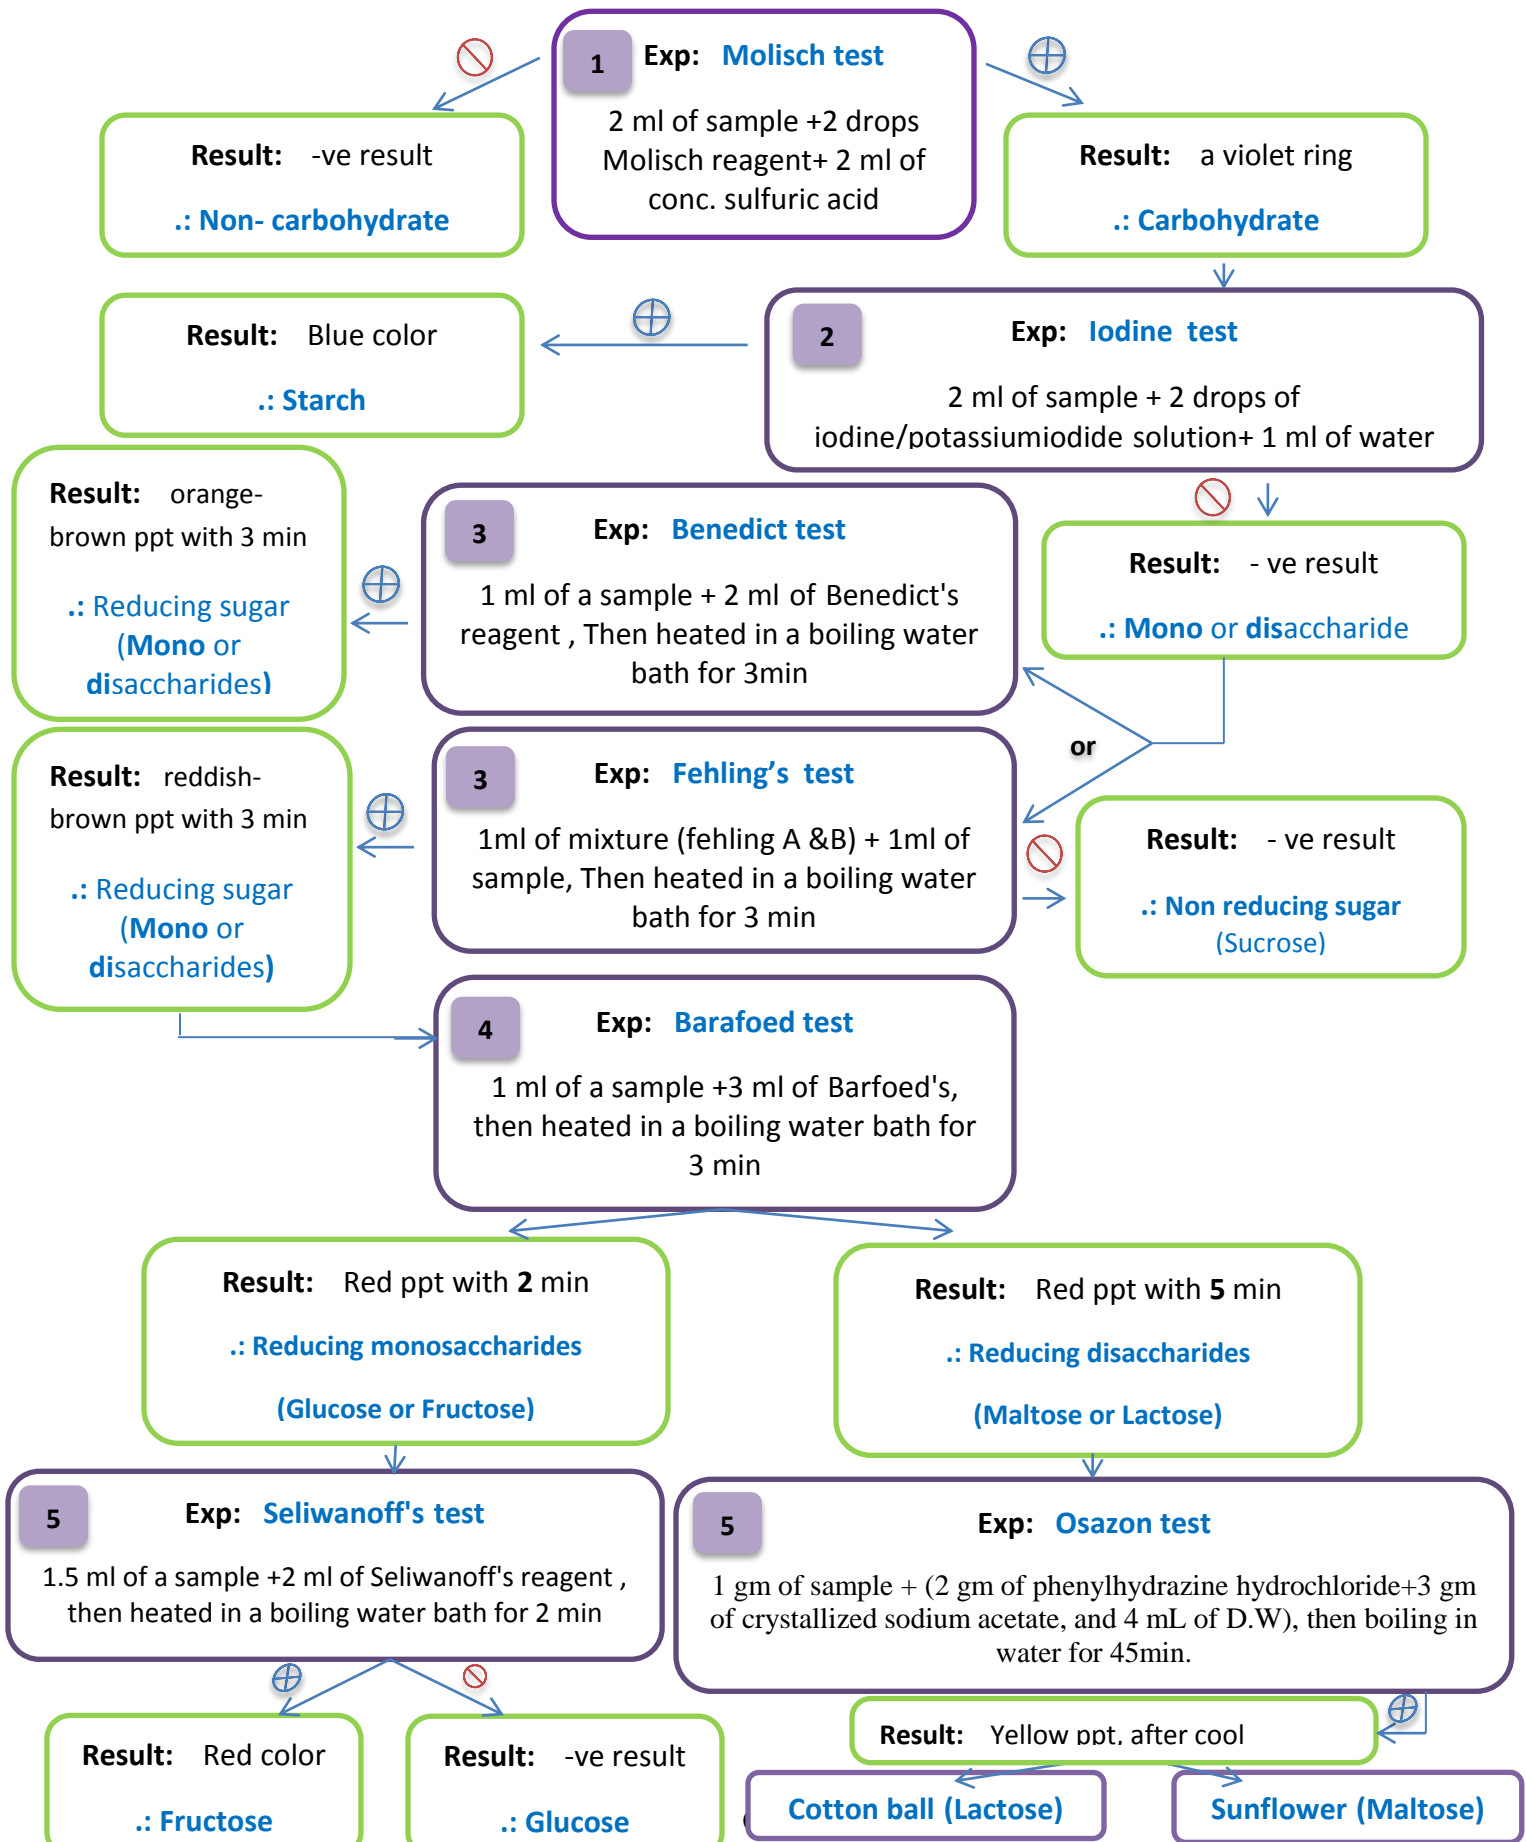 1
Exp: Molisch test
2 ml of sample +2 drops
Molisch reagent+ 2 ml of
conc. sulfuric acid
Result: -ve result
.: Non- carbohydrate
Result: a violet ring
.: Carbohydrate
2
Exp: Iodine test
2 ml of sample + 2 drops of
iodine/potassiumiodide solution+ 1 ml of water
Result: Blue color
.: Starch
Result: - ve result
.: Mono or disaccharide
or
3
Exp: Benedict test
1 ml of a sample + 2 ml of Benedict's
reagent , Then heated in a boiling water
bath for 3min
Result: orange-
brown ppt with 3 min
.: Reducing sugar
(Mono or
disaccharides)
3
Exp: Fehling’s test
1ml of mixture (fehling A &B) + 1ml of
sample, Then heated in a boiling water
bath for 3 min
Result: reddish-
brown ppt with 3 min
.: Reducing sugar
(Mono or
disaccharides)
Result: - ve result
.: Non reducing sugar
(Sucrose)
4
Exp: Barafoed test
1 ml of a sample +3 ml of Barfoed's,
then heated in a boiling water bath for
3 min
Result: Red ppt with 2 min
.: Reducing monosaccharides
(Glucose or Fructose)
Result: Red ppt with 5 min
.: Reducing disaccharides
(Maltose or Lactose)
5
Exp: Seliwanoff's test
1.5 ml of a sample +2 ml of Seliwanoff's reagent ,
then heated in a boiling water bath for 2 min
5
Exp: Osazon test
1 gm of sample + (2 gm of phenylhydrazine hydrochloride+3 gm
of crystallized sodium acetate, and 4 mL of D.W), then boiling in
water for 45min.
Result: Red color
.: Fructose
Result: -ve result
.: Glucose
Result: Yellow ppt, after cool
Cotton ball (Lactose)
Sunflower (Maltose)